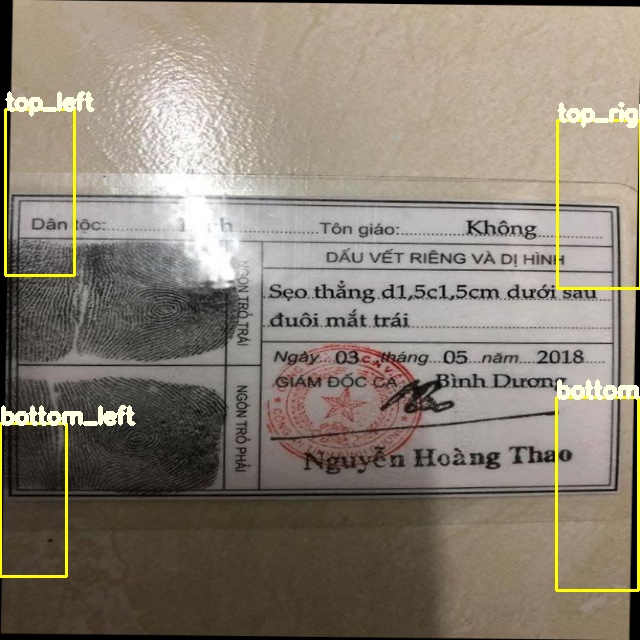 top_left
top_rig
Dân tộc:
Tôn giáo: Không
DẤU VẾT RIÊNG VÀ DỊ HÌNH
Sẹo thẳng d1,5c1,5cm dưới sau
đuôi mắt trái
NGÓN TRỎ TRÁI
Ngày 03 tháng 05 năm 2018
GIÁM ĐỐC CA Bình Dương
bottom_left
bottom
NGÓN TRỎ PHẢI
Nguyễn Hoàng Thao